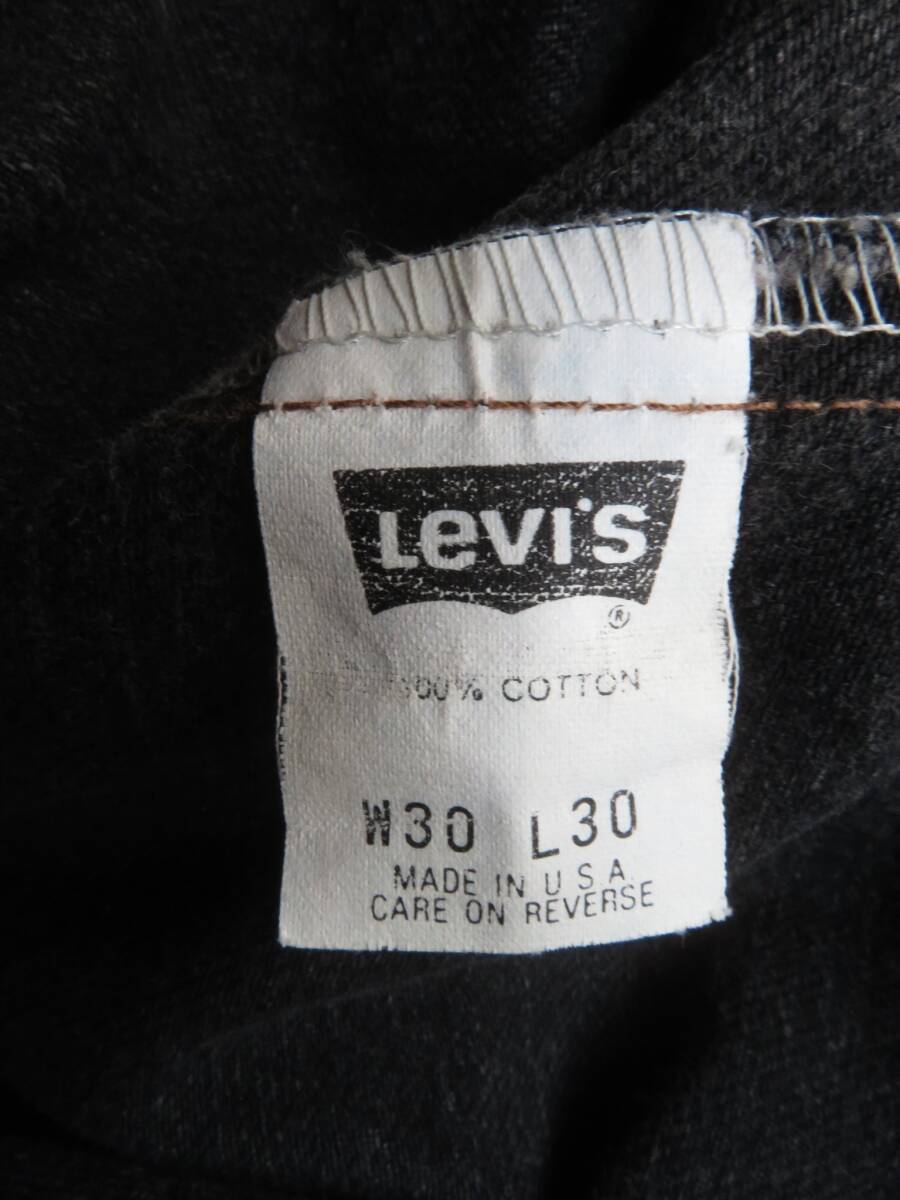 Levi's
®
100% COTTON
W30 L30
MADE IN U S A
CARE ON REVERSE